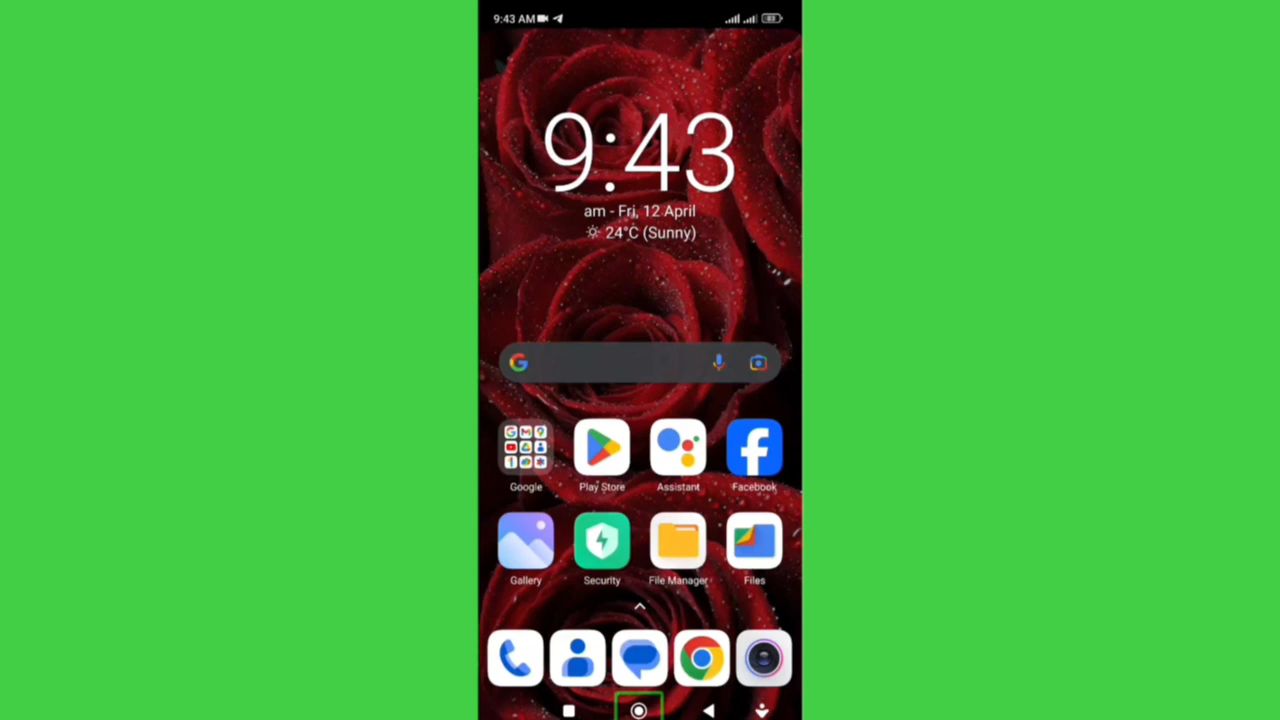 9:43 AM
83
9:43
am - Fri, 12 April
24°C (Sunny)
Google
Play Store
Assistant
Facebook
Gallery
Security
File Manager
Files